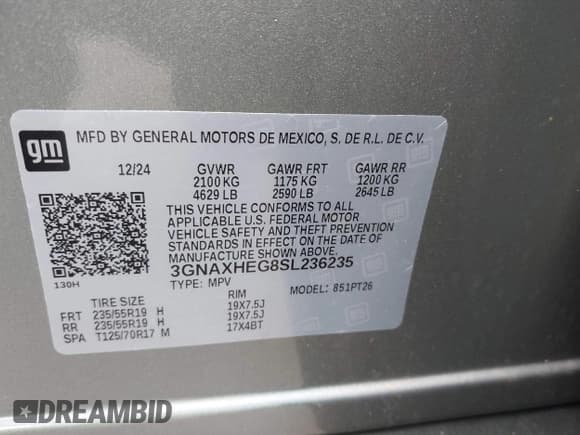 gm
MFD BY GENERAL MOTORS DE MEXICO, S. DE R.L. DE C.V.
12/24 GVWR GAWR FRT GAWR RR
2100 KG 1175 KG 1200 KG
4629 LB 2590 LB 2645 LB
THIS VEHICLE CONFORMS TO ALL
APPLICABLE U.S. FEDERAL MOTOR
VEHICLE SAFETY AND THEFT PREVENTION
STANDARDS IN EFFECT ON THE DATE OF
MANUFACTURE SHOWN ABOVE.
3GNAXHEG8SL236235
130H
TYPE: MPV MODEL: 851PT26
TIRE SIZE RIM
FRT 235/55R19 H 19X7.5J
RR 235/55R19 H 19X7.5J
SPA T125/70R17 M 17X4BT
DREAMBID